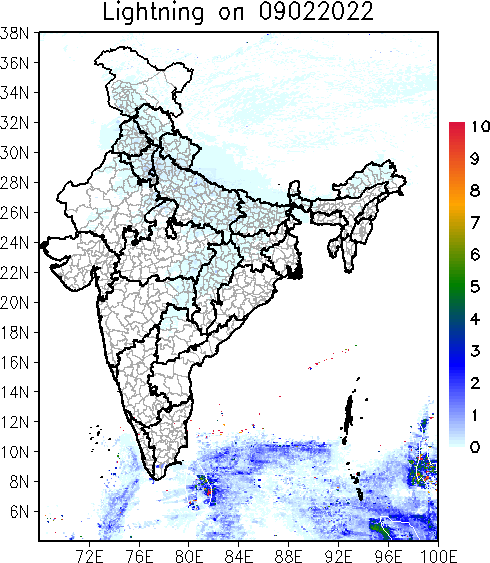 Lightning on 09022022
38N
36N
34N
32N
30N
28N
26N
24N
22N
20N
18N
16N
14N
12N
10N
8N
6N
72E 76E 80E 84E 88E 92E 96E 100E
10
9
8
7
6
5
4
3
2
1
0